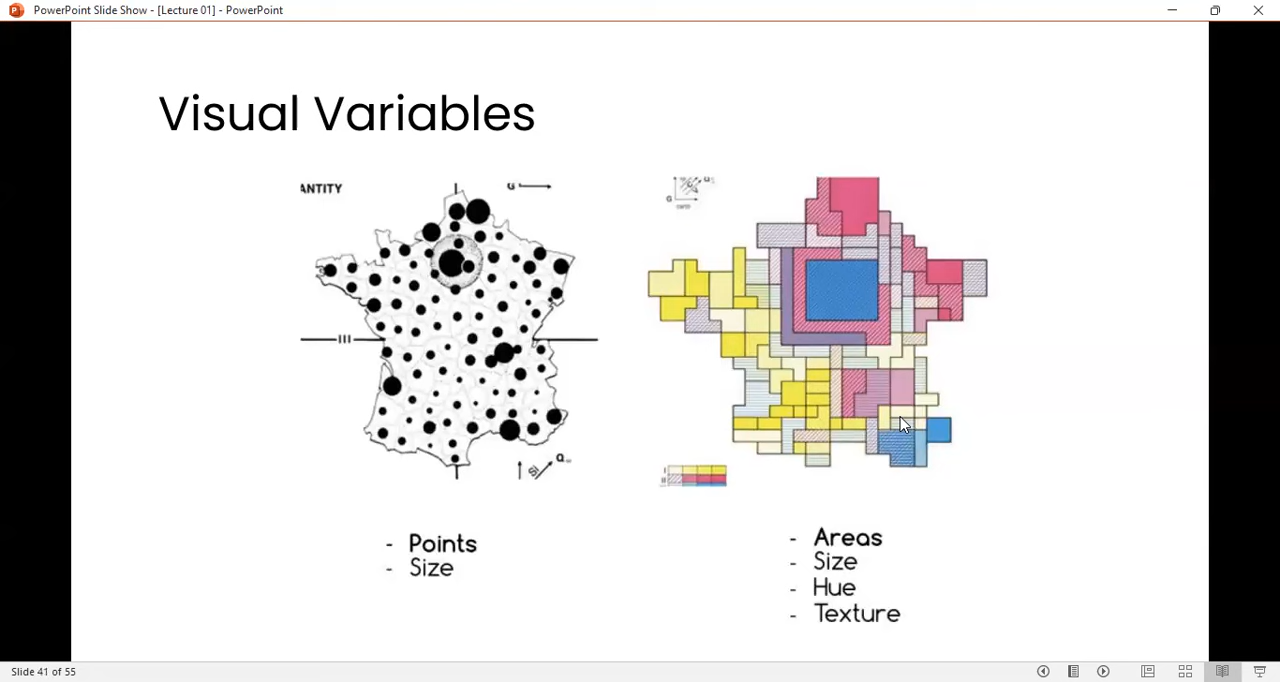 PowerPoint Slide Show - [Lecture 01] - PowerPoint
Visual Variables
ANTITY
G
III
Q
G
- Points
- Size
- Areas
- Size
- Hue
- Texture
Slide 41 of 55